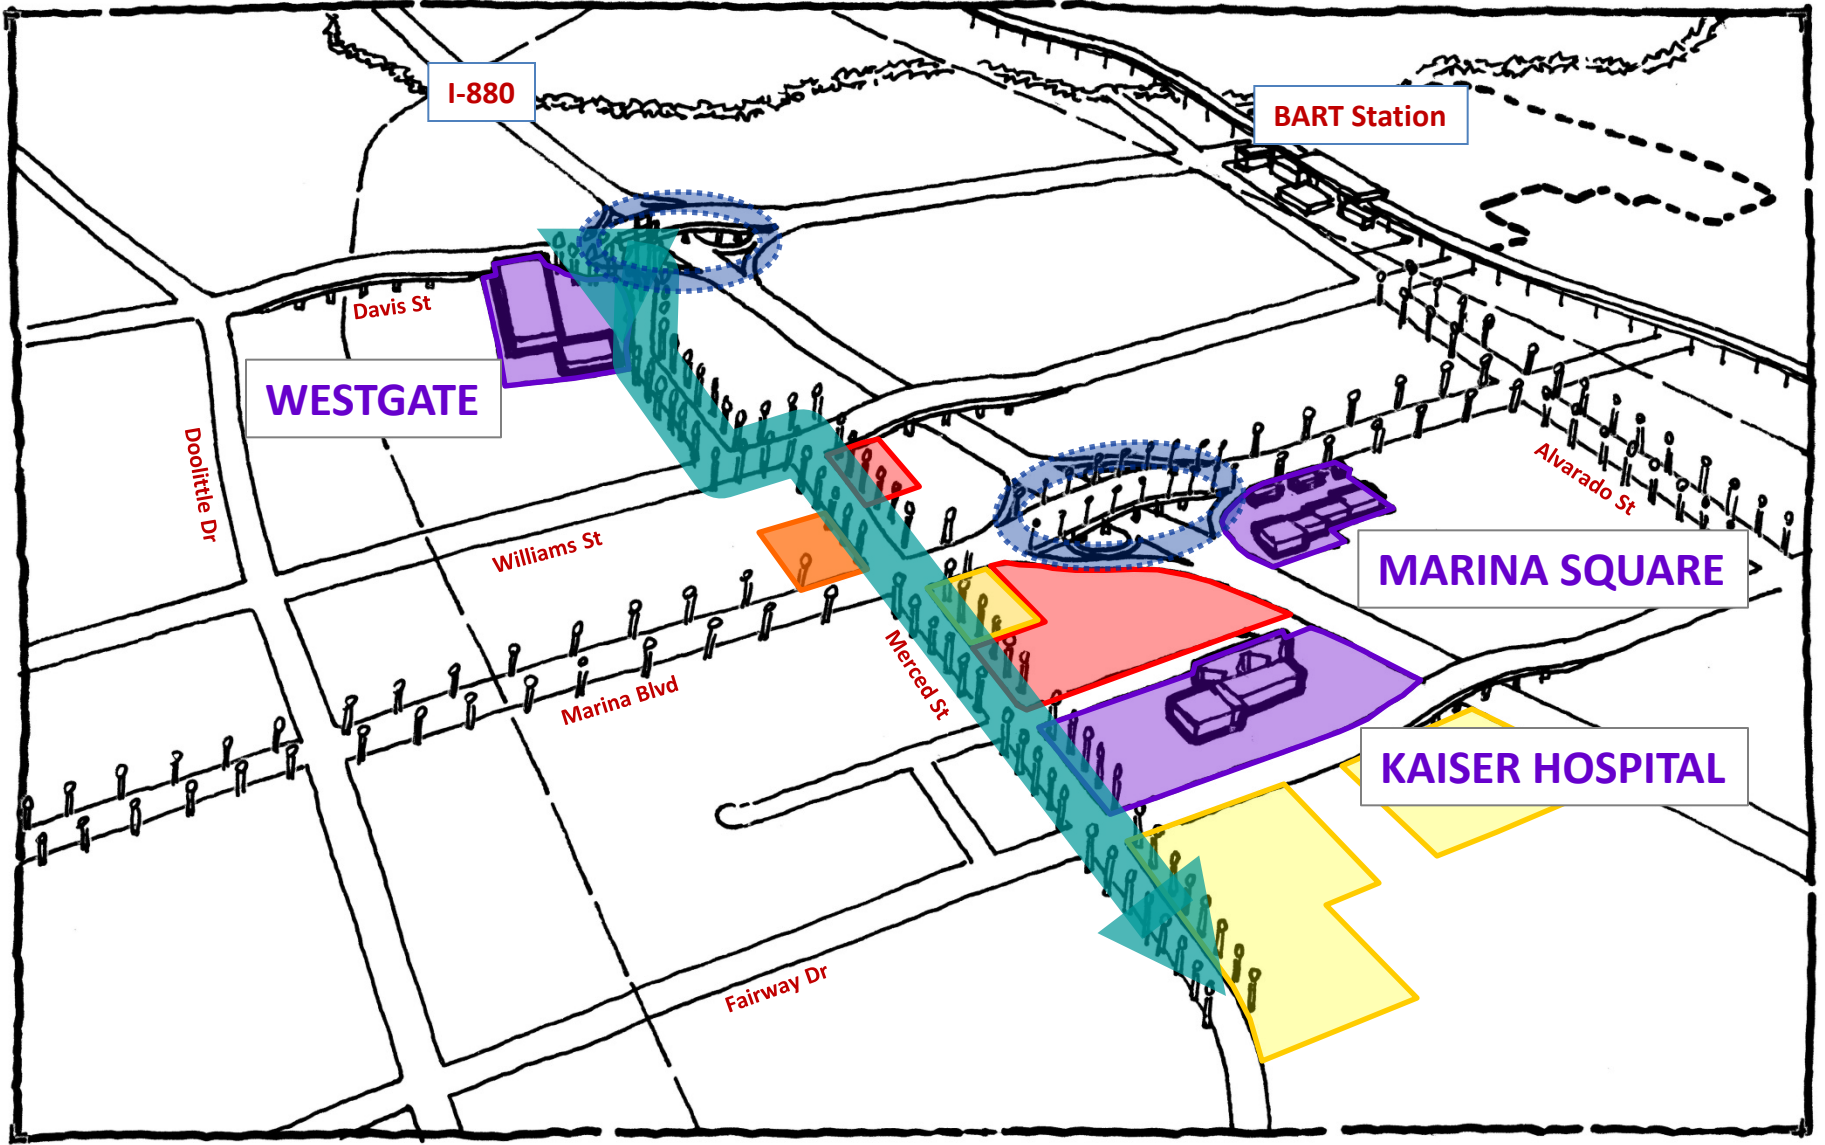 I-880
BART Station
Davis St
WESTGATE
Doolittle Dr
Alvarado St
Williams St
MARINA SQUARE
Merced St
Marina Blvd
KAISER HOSPITAL
Fairway Dr